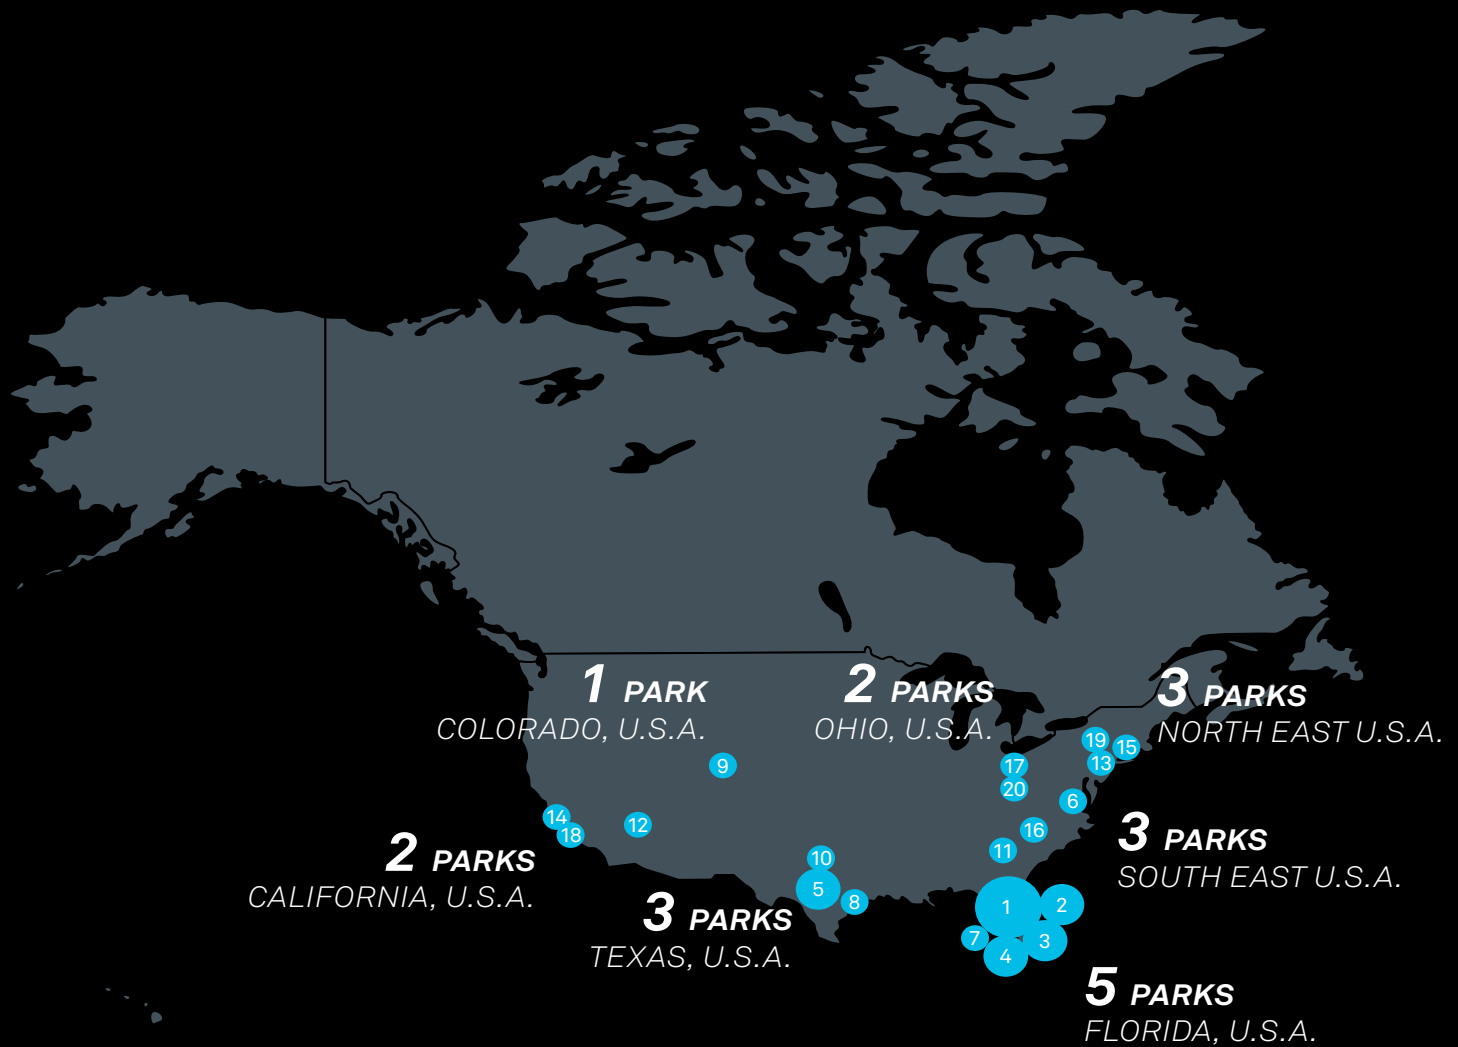 1 PARK
COLORADO, U.S.A.
2 PARKS
OHIO, U.S.A.
3 PARKS
NORTH EAST U.S.A.
19
15
13
9
17
20
6
14
18
12
16
11
2 PARKS
CALIFORNIA, U.S.A.
3 PARKS
SOUTH EAST U.S.A.
10
5
8
3 PARKS
TEXAS, U.S.A.
1
2
7
3
4
5 PARKS
FLORIDA, U.S.A.